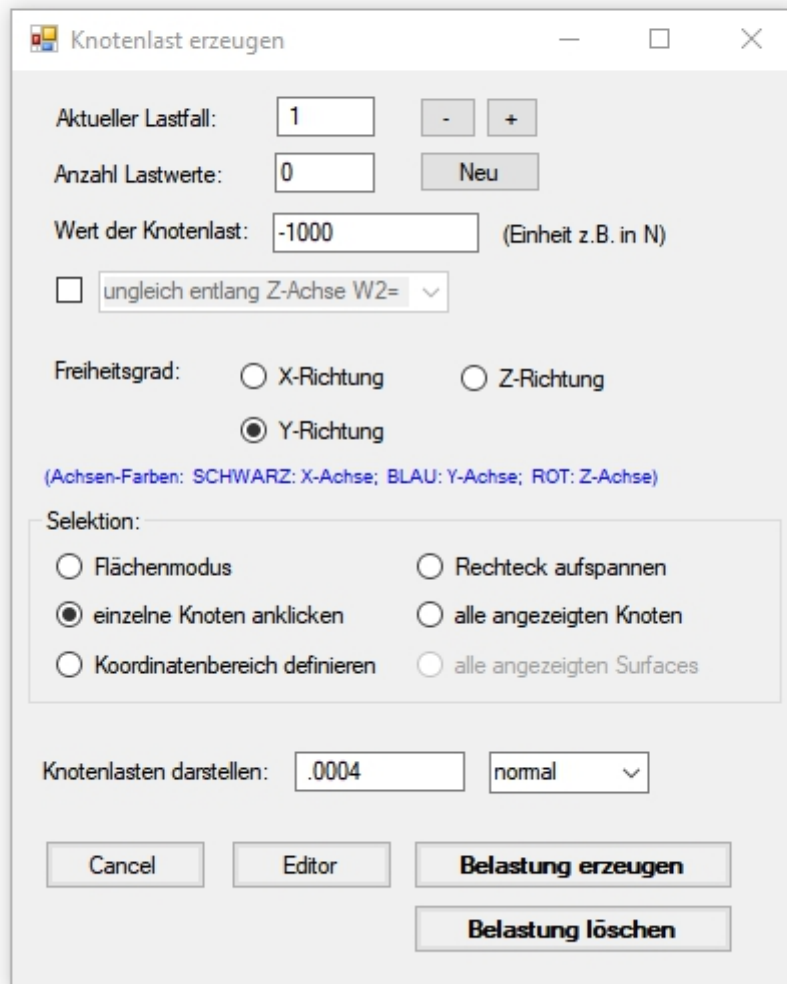 Knotenlast erzeugen
Aktueller Lastfall: 1 - +
Anzahl Lastwerte: 0 Neu
Wert der Knotenlast: -1000 (Einheit z.B. in N)
ungleich entlang Z-Achse W2=
Freiheitsgrad: X-Richtung Z-Richtung
Y-Richtung
(Achsen-Farben: SCHWARZ: X-Achse; BLAU: Y-Achse; ROT: Z-Achse)
Selektion:
Flächenmodus Rechteck aufspannen
einzelne Knoten anklicken alle angezeigten Knoten
Koordinatenbereich definieren alle angezeigten Surfaces
Knotenlasten darstellen: .0004 normal
Cancel Editor Belastung erzeugen
Belastung löschen